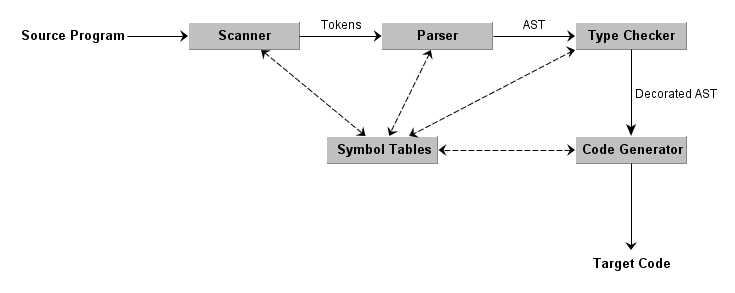 Source Program
Scanner
Tokens
Parser
AST
Type Checker
Decorated AST
Symbol Tables
Code Generator
Target Code